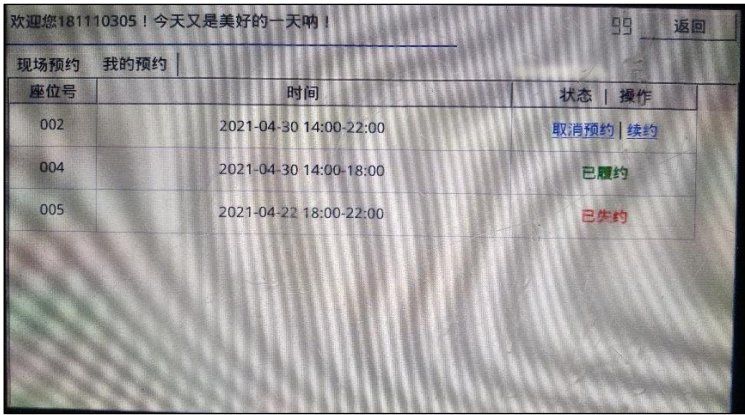 欢迎您181110305！今天又是美好的一天呐！ 99 返回
现场预约 我的预约
座位号 时间 状态 | 操作
002 2021-04-30 14:00-22:00 取消预约 | 续约
004 2021-04-30 14:00-18:00 已履约
005 2021-04-22 18:00-22:00 已失约